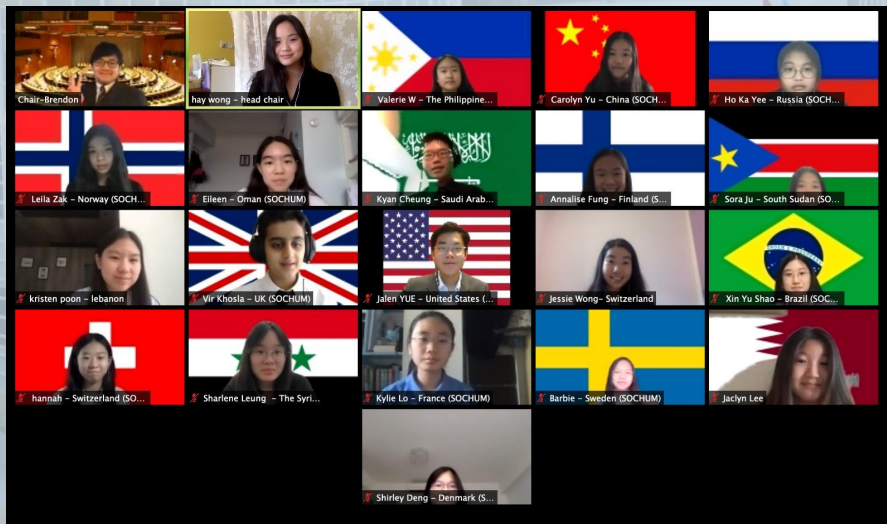 Chair-Brendon
hay wong – head chair
Valerie W – The Philippine...
Carolyn Yu – China (SOCH...
Ho Ka Yee – Russia (SOCH...
Leila Zak – Norway (SOCH...
Eileen – Oman (SOCHUM)
Kyan Cheung – Saudi Arab...
Annalise Fung – Finland (S...
Sora Ju – South Sudan (SO...
kristen poon – lebanon
Vir Khosla – UK (SOCHUM)
Jalen YUE – United States (...
Jessie Wong– Switzerland
Xin Yu Shao – Brazil (SOC...
hannah – Switzerland (SO...
Sharlene Leung – The Syri...
Kylie Lo – France (SOCHUM)
Barbie – Sweden (SOCHUM)
Jaclyn Lee
Shirley Deng – Denmark (S...